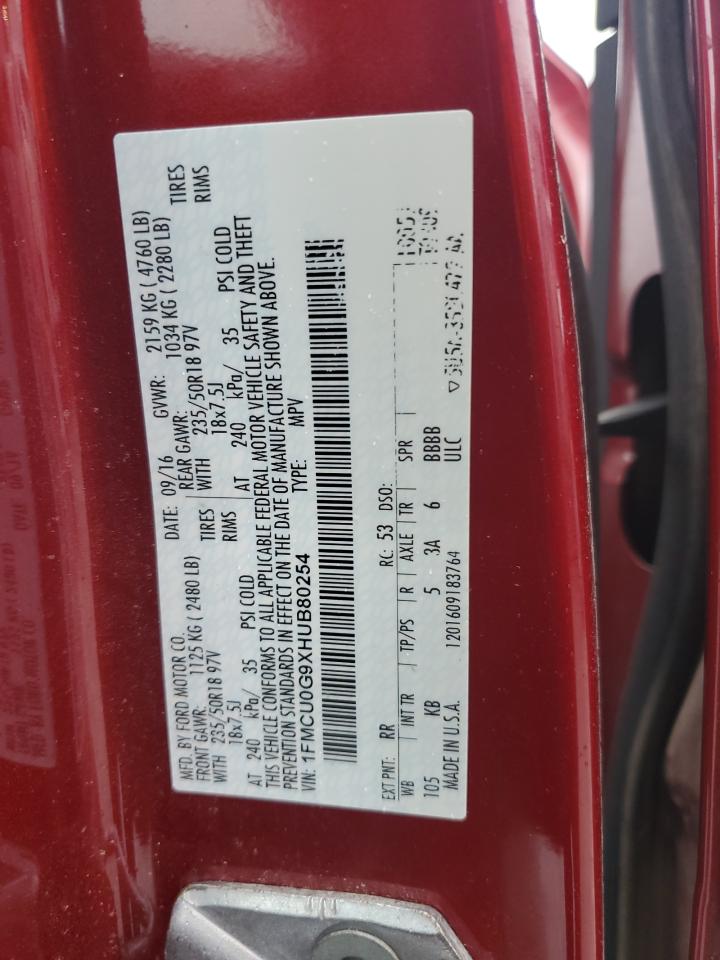 MFD. BY FORD MOTOR CO.
DATE: 09/16 GVWR: 2159 KG ( 4760 LB)
FRONT GAWR: 1125 KG ( 2480 LB) REAR GAWR: 1034 KG ( 2280 LB)
WITH 235/50R18 97V TIRES WITH 235/50R18 97V TIRES
18x7.5J RIMS 18x7.5J RIMS
AT 240 kPa/ 35 PSI COLD AT 240 kPa/ 35 PSI COLD
THIS VEHICLE CONFORMS TO ALL APPLICABLE FEDERAL MOTOR VEHICLE SAFETY AND THEFT
PREVENTION STANDARDS IN EFFECT ON THE DATE OF MANUFACTURE SHOWN ABOVE.
VIN: 1FMCU0G9XHUB80254 TYPE: MPV
EXT PNT: RR RC: 53 DSO:
WB INT TR TP/PS R AXLE TR SPR
105 KB 5 3A 6 BBBB
MADE IN U.S.A. 1201609183764 ULC